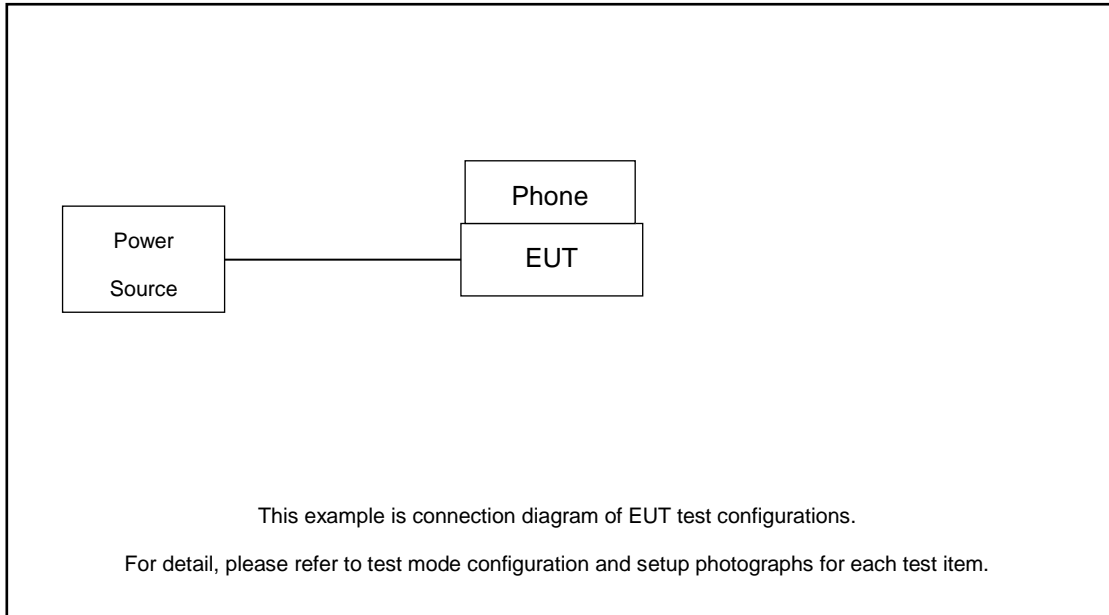 Phone
Power
Source
EUT
This example is connection diagram of EUT test configurations.
For detail, please refer to test mode configuration and setup photographs for each test item.